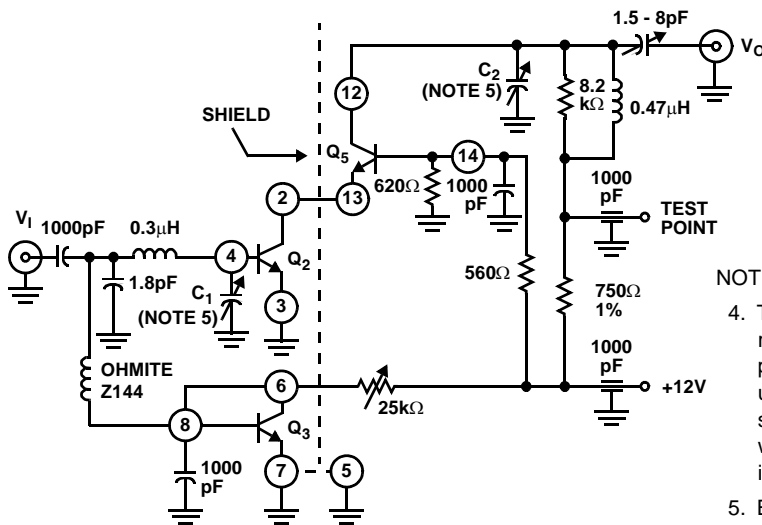 1.5 - 8pF
V_O
C2
(NOTE 5)
8.2
kΩ
0.47µH
12
SHIELD
Q5
14
620Ω
1000
pF
1000
pF
TEST
POINT
2
13
VI
1000pF
0.3µH
4
Q2
1.8pF
C1
(NOTE 5)
3
560Ω
750Ω
1%
OHMITE
Z144
6
25kΩ
1000
pF
+12V
8
Q3
1000
pF
7
5
NOT
4. T
r
p
u
s
v
i
5. E